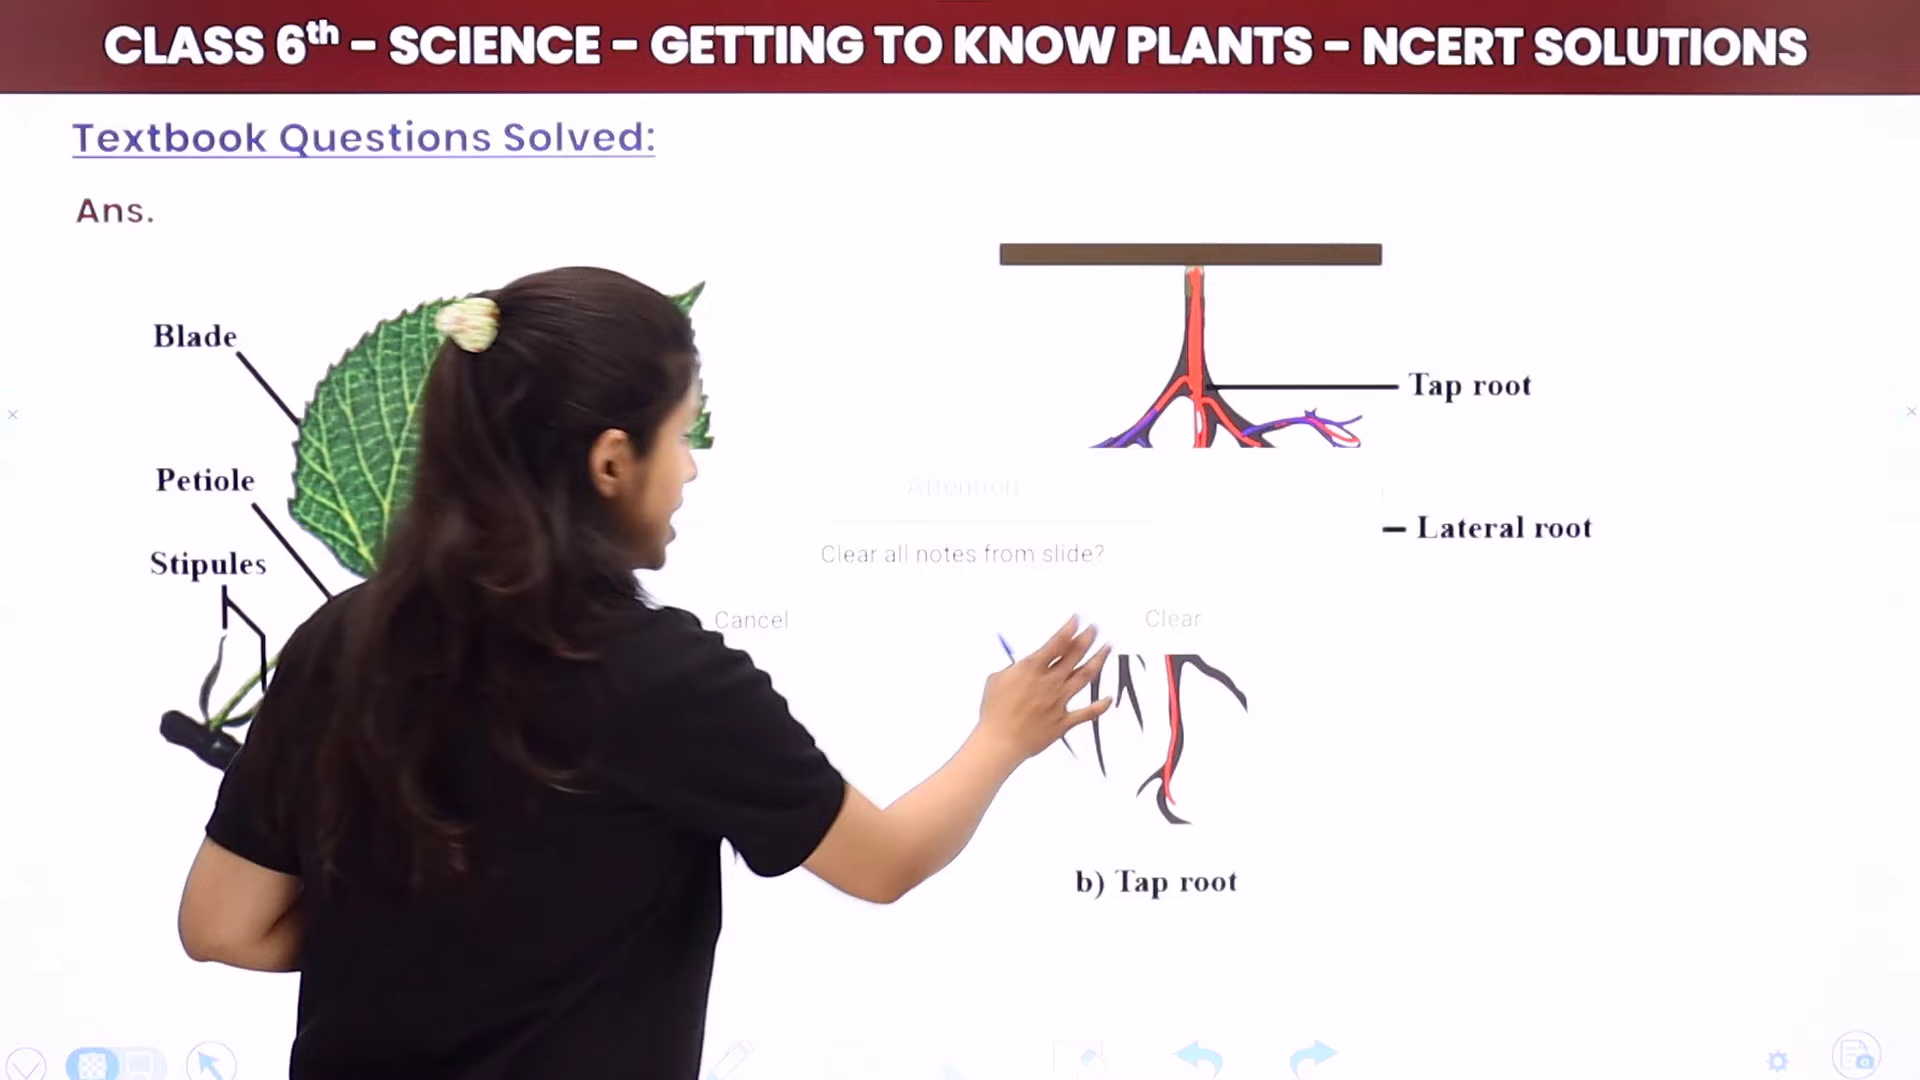 CLASS 6th - SCIENCE - GETTING TO KNOW PLANTS - NCERT SOLUTIONS
Textbook Questions Solved:
Ans.
Blade
Petiole
Stipules
Tap root
Lateral root
Attention
Clear all notes from slide?
Cancel
Clear
b) Tap root